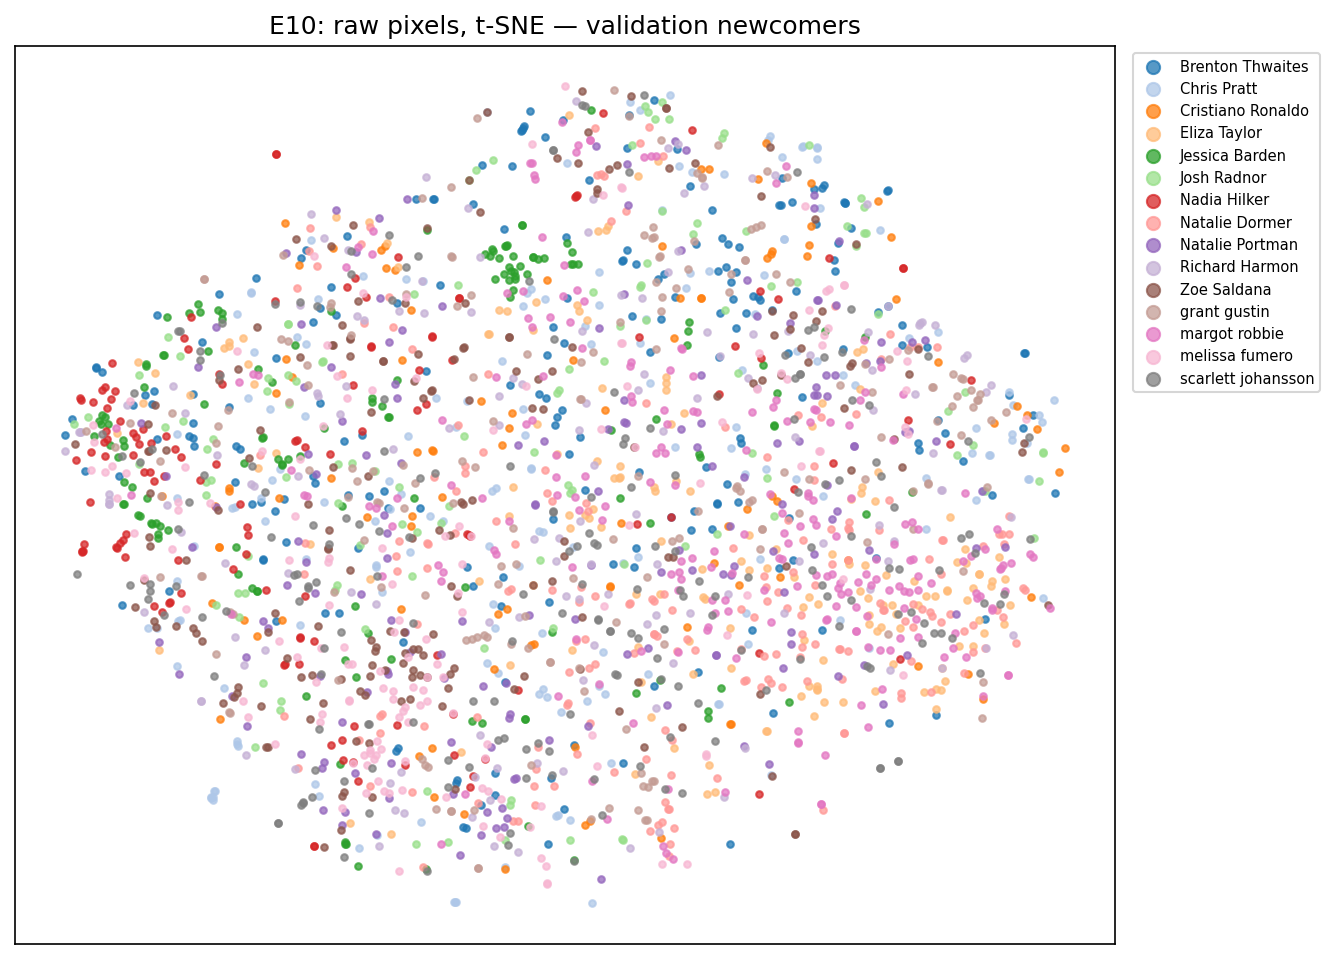 E10: raw pixels, t-SNE — validation newcomers
Brenton Thwaites
Chris Pratt
Cristiano Ronaldo
Eliza Taylor
Jessica Barden
Josh Radnor
Nadia Hilker
Natalie Dormer
Natalie Portman
Richard Harmon
Zoe Saldana
grant gustin
margot robbie
melissa fumero
scarlett johansson